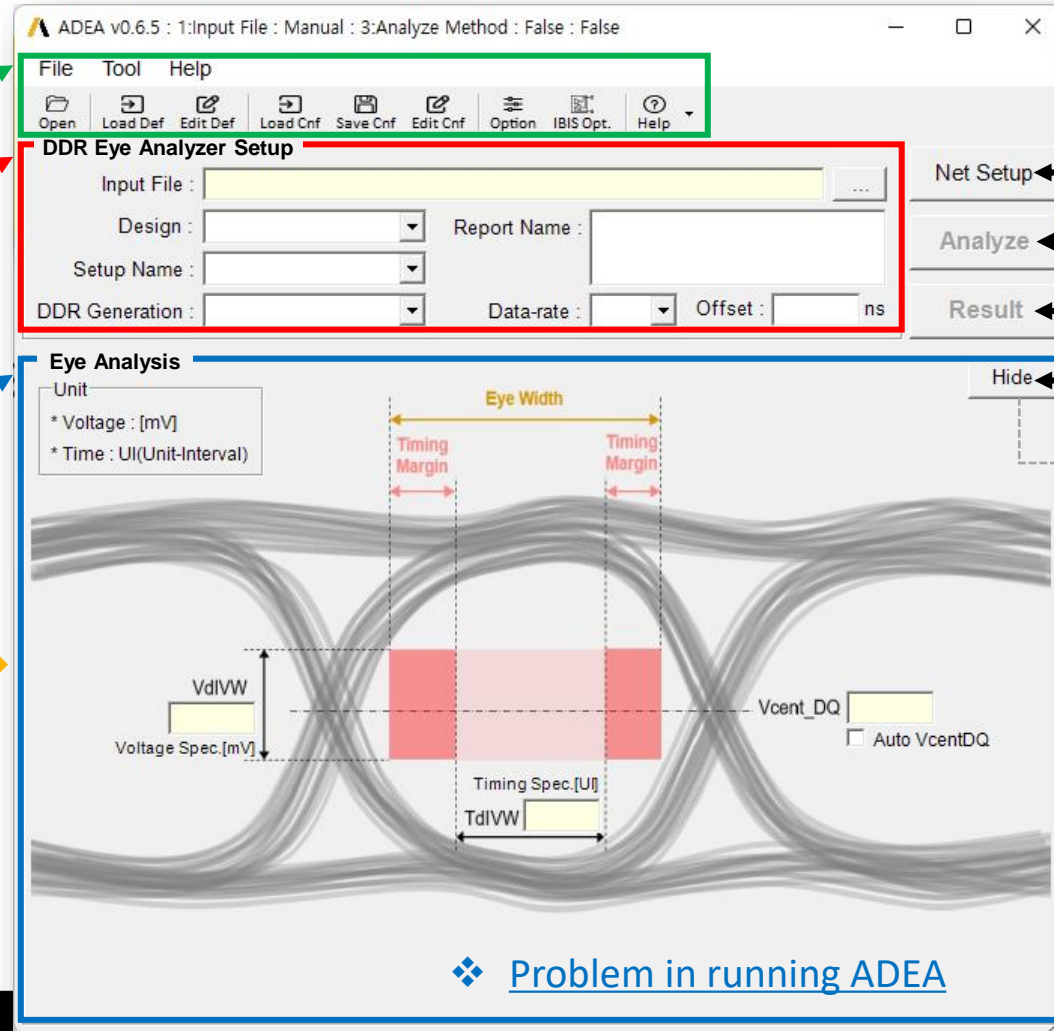 ADEA v0.6.5 : 1:Input File : Manual : 3:Analyze Method : False : False
File Tool Help
Open Load Def Edit Def Load Cnf Save Cnf Edit Cnf Option IBIS Opt. Help
DDR Eye Analyzer Setup
Input File : ...
Net Setup
Design : Report Name :
Analyze
Setup Name :
DDR Generation : Data-rate : Offset : ns
Result
Eye Analysis
Hide
Unit
* Voltage : [mV]
* Time : UI(Unit-Interval)
Eye Width
Timing Margin
Timing Margin
VdIVW
Voltage Spec.[mV]
Vcent_DQ
Auto VcentDQ
Timing Spec.[UI]
TdIVW
❖ Problem in running ADEA